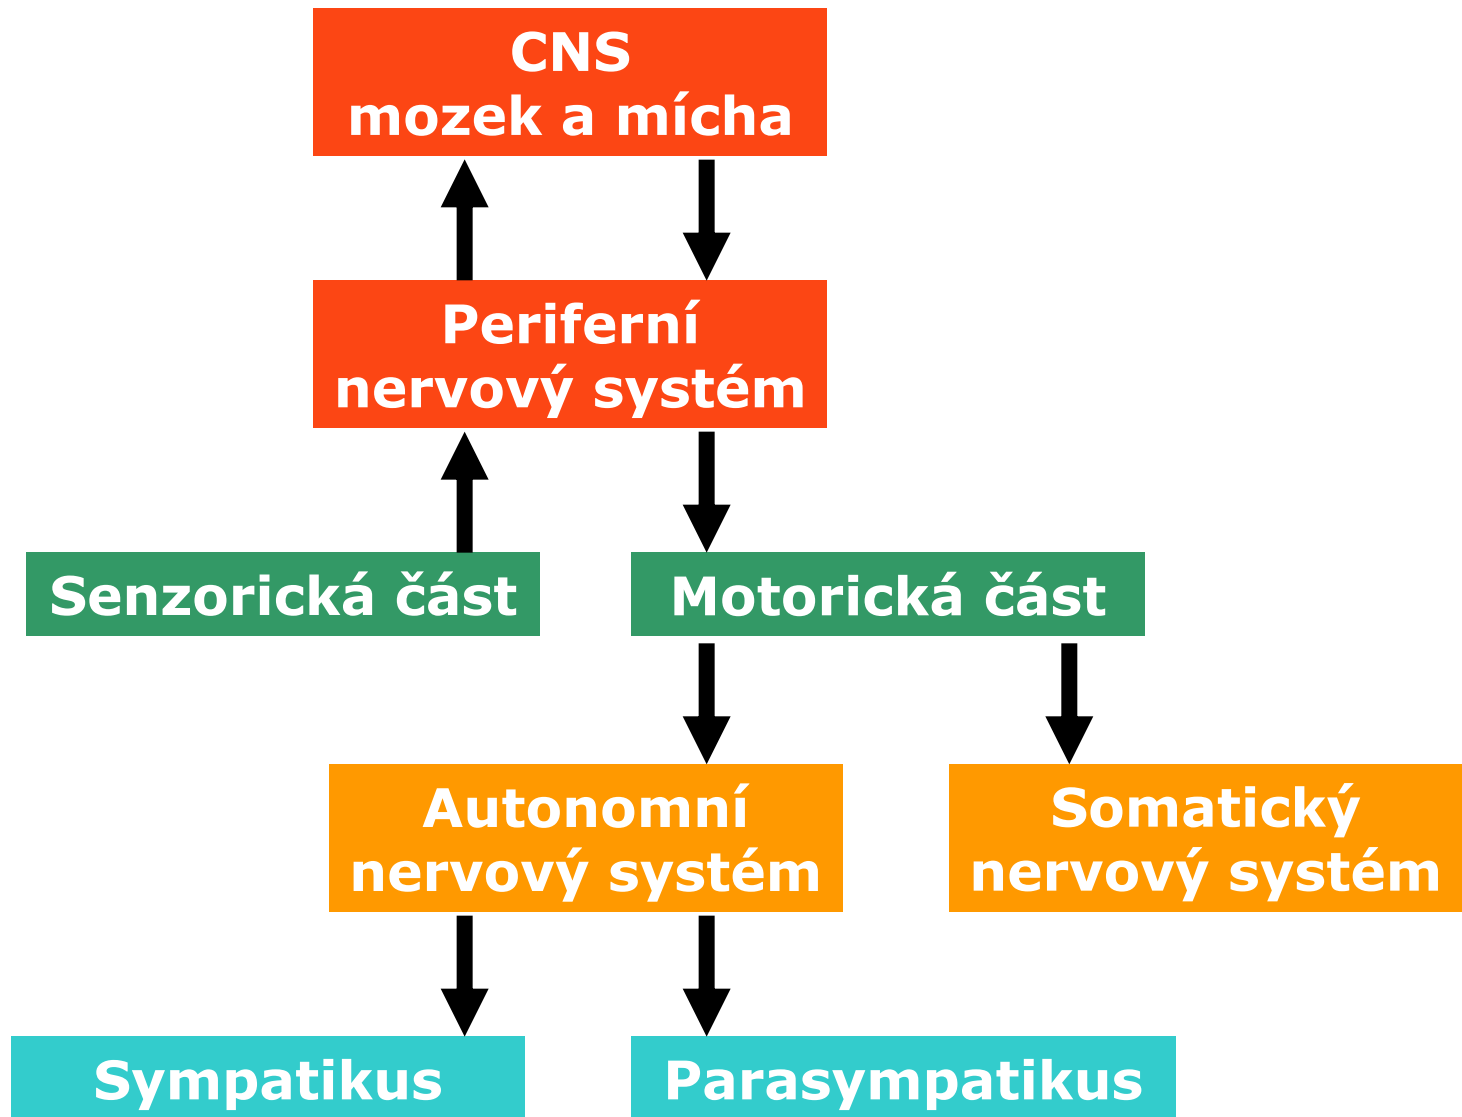 CNS
mozek a mícha
Periferní
nervový systém
Senzorická část
Motorická část
Autonomní
nervový systém
Somatický
nervový systém
Sympatikus
Parasympatikus